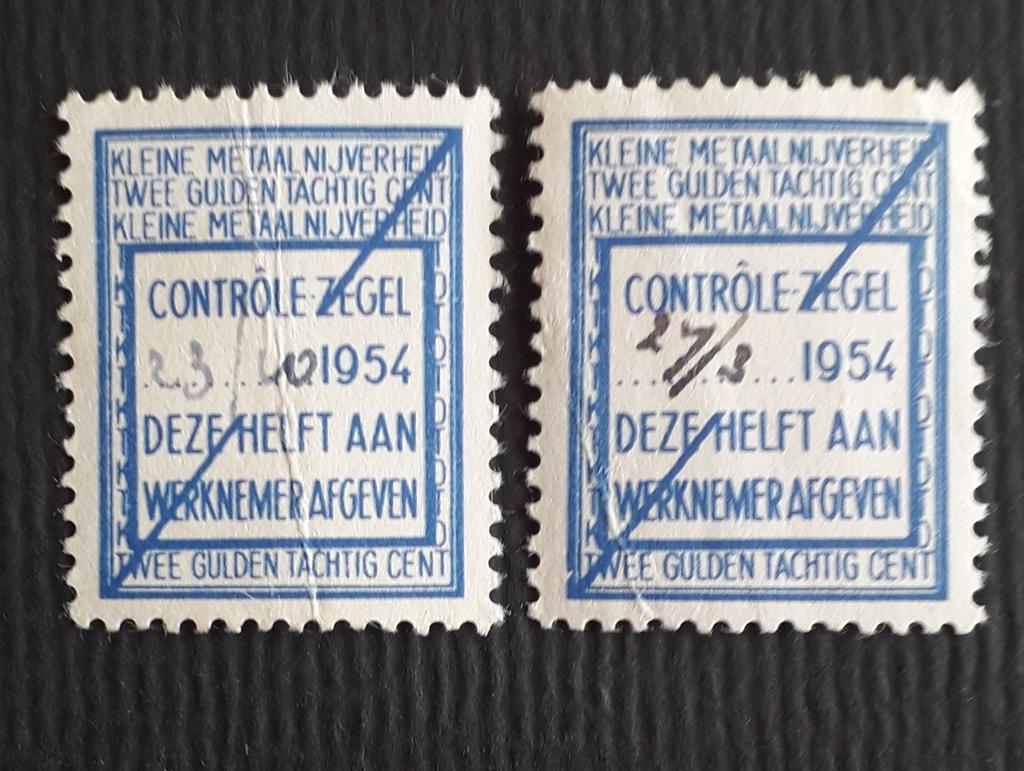 KLEINE METAALNIJVERHEID
TWEE GULDEN TACHTIG CENT
KLEINE METAALNIJVERHEID
CONTRÔLE-ZEGEL
23/10 1954
DEZE HELFT AAN
WERKNEMER AFGEVEN
TWEE GULDEN TACHTIG CENT
KLEINE METAALNIJVERHEID
TWEE GULDEN TACHTIG CENT
KLEINE METAALNIJVERHEID
CONTRÔLE-ZEGEL
27/3 1954
DEZE HELFT AAN
WERKNEMER AFGEVEN
TWEE GULDEN TACHTIG CENT